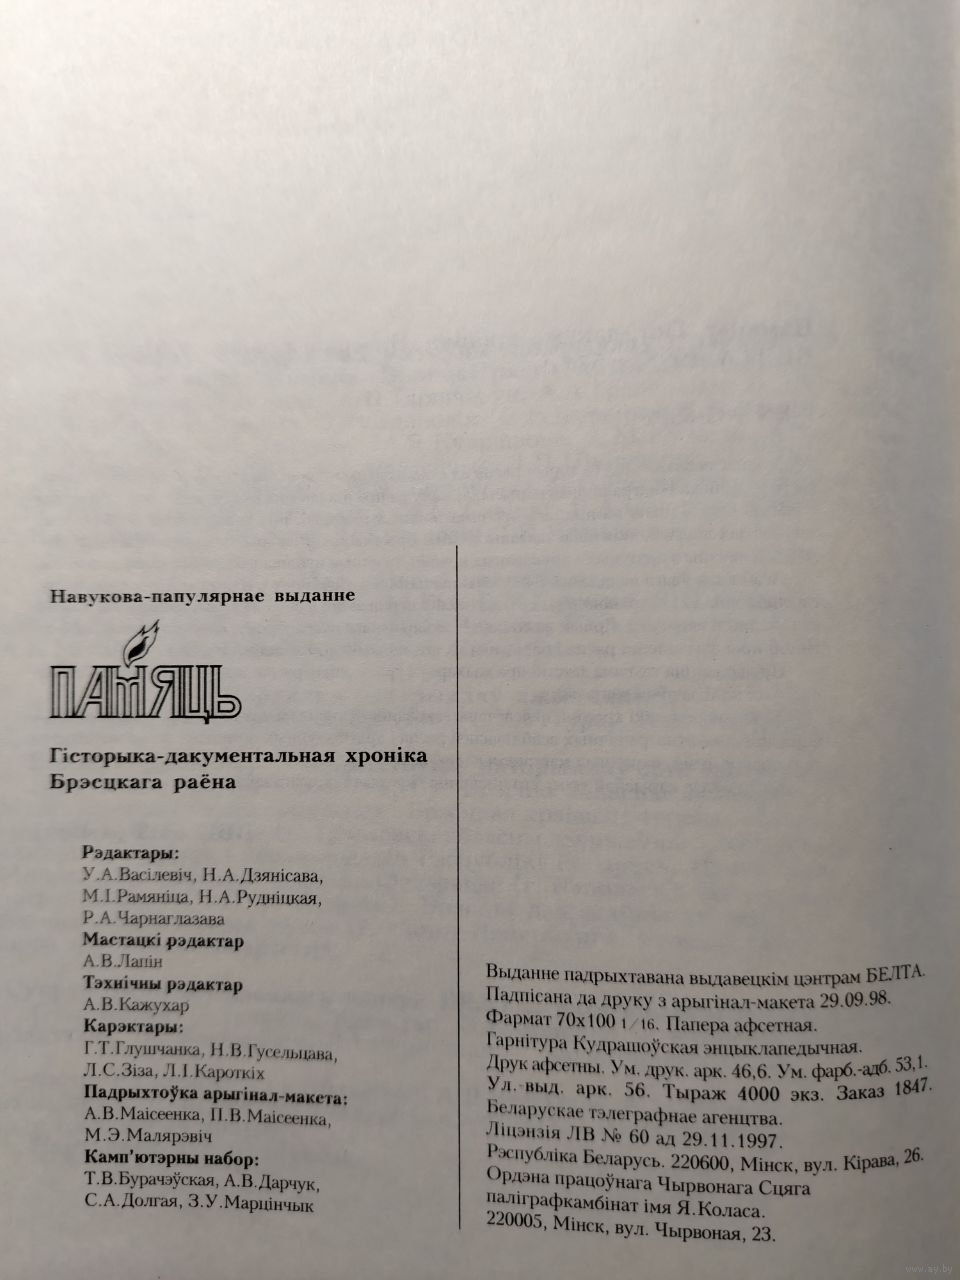 Навукова-папулярнае выданне
ПАМЯЦЬ
Гісторыка-дакументальная хроніка
Брэсцкага раёна
Рэдактары:
У.А.Васілевіч, Н.А.Дзянісава,
М.І.Рамяніца, Н.А.Рудніцкая,
Р.А.Чарнаглазава
Мастацкі рэдактар
А.В.Лапін
Тэхнічны рэдактар
А.В.Кажухар
Карэктары:
Г.Т.Глушчанка, Н.В.Гусельцава,
Л.С.Зіза, Л.І.Кароткіх
Падрыхтоўка арыгінал-макета:
А.В.Маісеенка, П.В.Маісеенка,
М.Э.Малярэвіч
Камп'ютэрны набор:
Т.В.Бурачэўская, А.В.Дарчук,
С.А.Долгая, З.У.Марцінчык
Выданне падрыхтавана выдавецкім цэнтрам БЕЛТА.
Падпісана да друку з арыгінал-макета 29.09.98.
Фармат 70х100 1/16. Папера афсетная.
Гарнітура Кудрашоўская энцыклапедычная.
Друк афсетны. Ум. друк. арк. 46,6. Ум. фарб.-адб. 53,1.
Ул.-выд. арк. 56. Тыраж 4000 экз. Заказ 1847.
Беларускае тэлеграфнае агенцтва.
Ліцэнзія ЛВ № 60 ад 29.11.1997.
Рэспубліка Беларусь. 220600, Мінск, вул. Кірава, 26.
Ордэна працоўнага Чырвонага Сцяга
паліграфкамбінат імя Я.Коласа.
220005, Мінск, вул. Чырвоная, 23.
www.ay.by